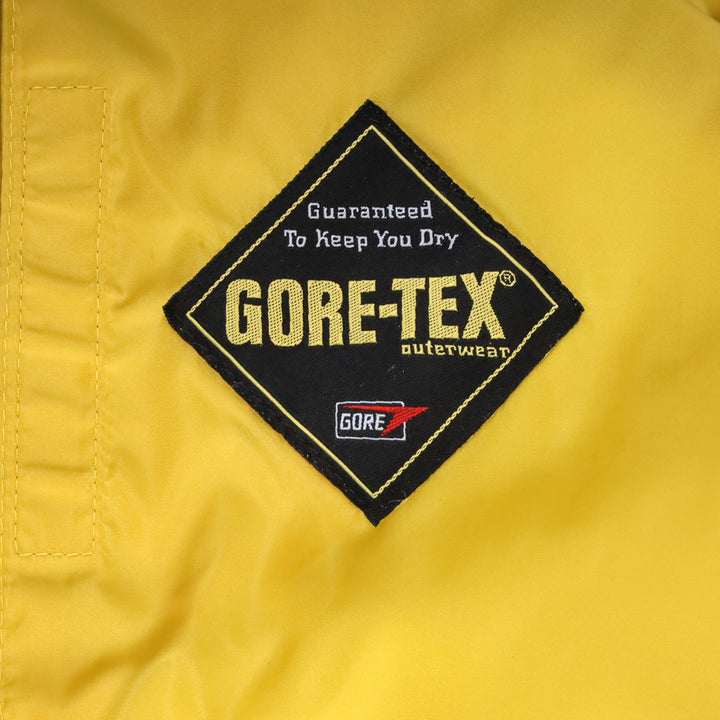 Guaranteed
To Keep You Dry
GORE-TEX®
outerwear
GORE